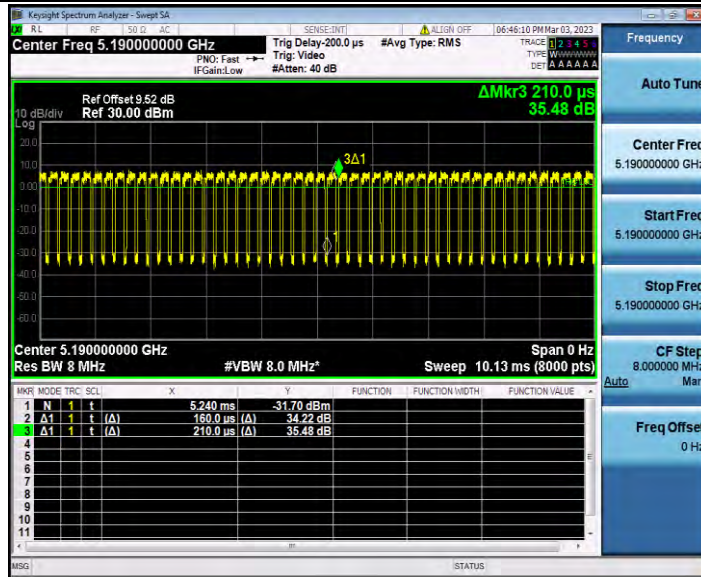 Keysight Spectrum Analyzer - Swept SA
RL RF 50 Ω AC SENSE:INT ALIGN OFF 06:46:10 PM Mar 03, 2023
Center Freq 5.190000000 GHz
PNO: Fast
IFGain:Low
Trig Delay-200.0 µs
Trig: Video
#Atten: 40 dB
#Avg Type: RMS
TRACE 1 2 3 4 5 6
TYPE W
DET A A A A A A
Ref Offset 9.52 dB
10 dB/div Ref 30.00 dBm
Log
ΔMkr3 210.0 µs
35.48 dB
20.0
10.0
0.00
-10.0
-20.0
-30.0
-40.0
-50.0
-60.0
3Δ1
1
Center 5.190000000 GHz Span 0 Hz
Res BW 8 MHz #VBW 8.0 MHz* Sweep 10.13 ms (8000 pts)
MKR MODE TRC SCL X Y FUNCTION FUNCTION WIDTH FUNCTION VALUE
1 N 1 t 5.240 ms -31.70 dBm
2 Δ1 1 t (Δ) 160.0 µs (Δ) 34.22 dB
3 Δ1 1 t (Δ) 210.0 µs (Δ) 35.48 dB
4
5
6
7
8
9
10
11
MSG STATUS
Frequency
Auto Tune
Center Freq
5.190000000 GHz
Start Freq
5.190000000 GHz
Stop Freq
5.190000000 GHz
CF Step
8.000000 MHz
Auto Man
Freq Offset
0 Hz